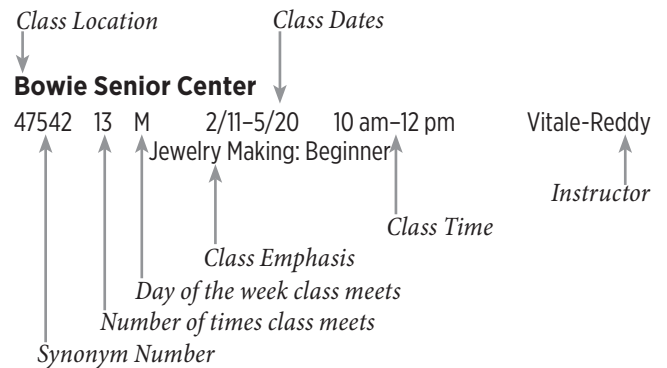 Class Location Class Dates
Bowie Senior Center
47542 13 M 2/11–5/20 10 am–12 pm Vitale-Reddy
Jewelry Making: Beginner
Instructor
Class Time
Class Emphasis
Day of the week class meets
Number of times class meets
Synonym Number